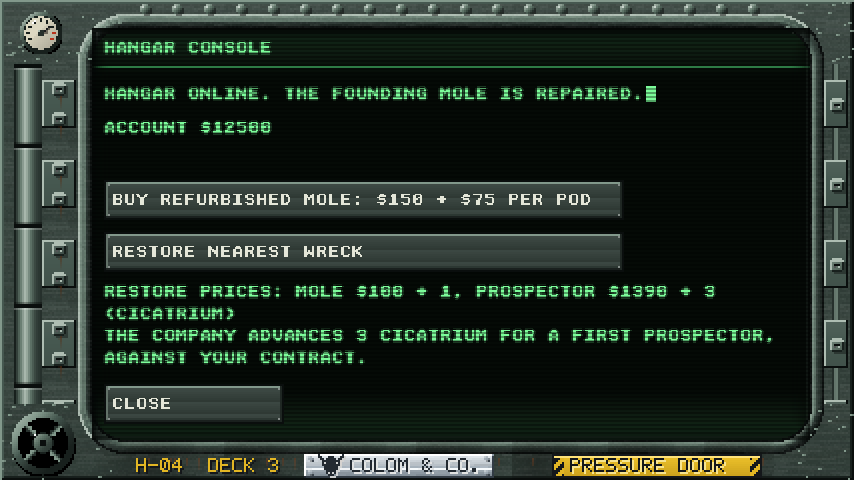 HANGAR CONSOLE
HANGAR ONLINE. THE FOUNDING MOLE IS REPAIRED.
ACCOUNT $12500
BUY REFURBISHED MOLE: $150 + $75 PER POD
RESTORE NEAREST WRECK
RESTORE PRICES: MOLE $100 + 1, PROSPECTOR $1390 + 3
(CICATRIUM)
THE COMPANY ADVANCES 3 CICATRIUM FOR A FIRST PROSPECTOR,
AGAINST YOUR CONTRACT.
CLOSE
H-04 DECK 3 COLOM & CO. PRESSURE DOOR